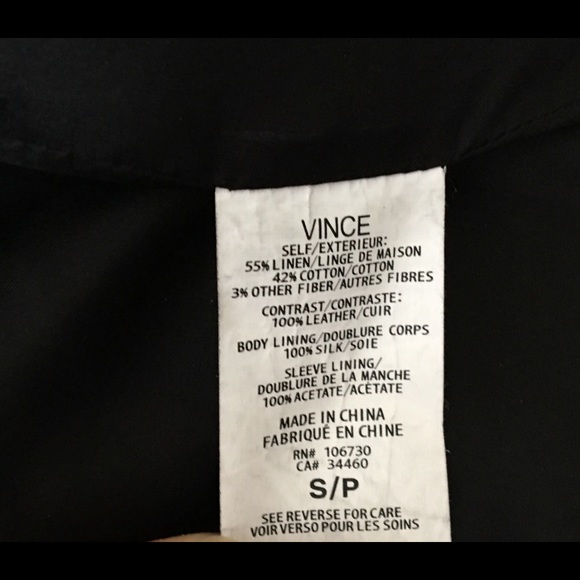 VINCE
SELF/EXTERIEUR:
55% LINEN/LINGE DE MAISON
42% COTTON/COTTON
3% OTHER FIBER/AUTRES FIBRES
CONTRAST/CONTRASTE:
100% LEATHER/CUIR
BODY LINING/DOUBLURE CORPS
100% SILK/SOIE
SLEEVE LINING/
DOUBLURE DE LA MANCHE
100% ACETATE/ACÉTATE
MADE IN CHINA
FABRIQUÉ EN CHINE
RN# 106730
CA# 34460
S/P
SEE REVERSE FOR CARE
VOIR VERSO POUR LES SOINS